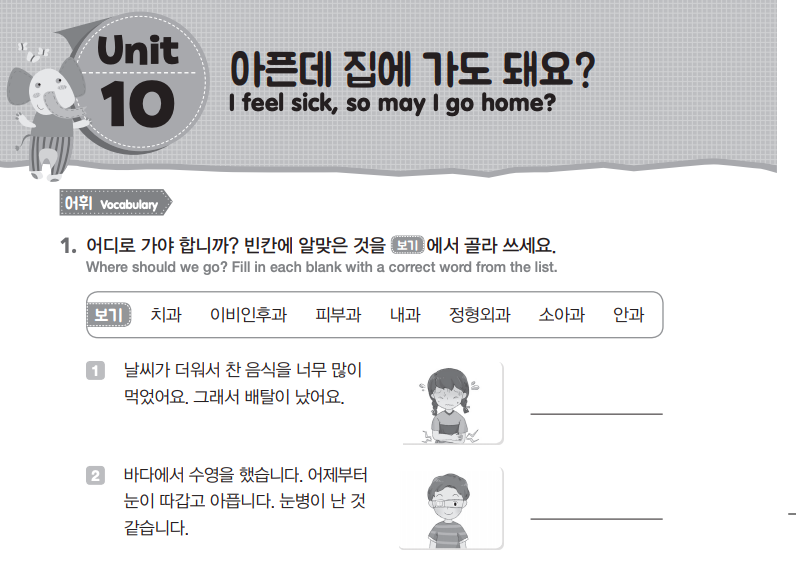 Unit
10
아픈데 집에 가도 돼요?
I feel sick, so may I go home?
어휘 Vocabulary
1. 어디로 가야 합니까? 빈칸에 알맞은 것을 보기 에서 골라 쓰세요.
Where should we go? Fill in each blank with a correct word from the list.
보기 치과 이비인후과 피부과 내과 정형외과 소아과 안과
1 날씨가 더워서 찬 음식을 너무 많이
먹었어요. 그래서 배탈이 났어요.
2 바다에서 수영을 했습니다. 어제부터
눈이 따갑고 아픕니다. 눈병이 난 것
같습니다.